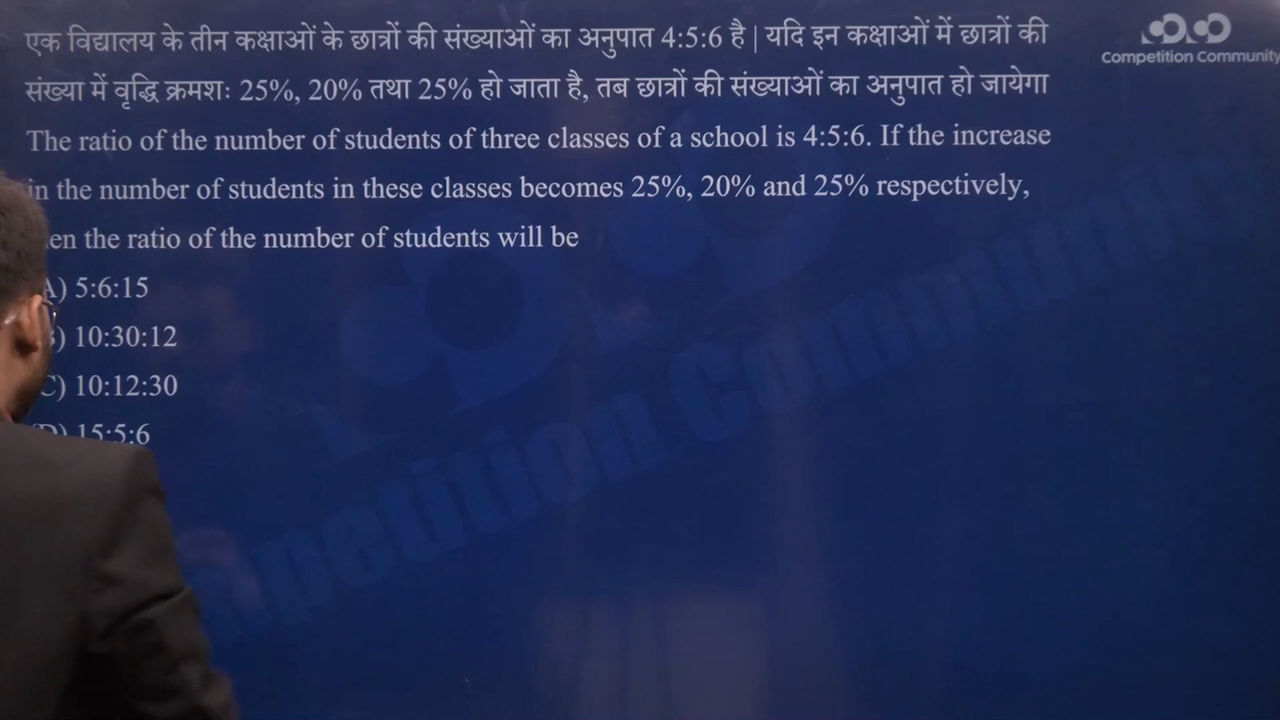 एक विद्यालय के तीन कक्षाओं के छात्रों की संख्याओं का अनुपात 4:5:6 है | यदि इन कक्षाओं में छात्रों की
संख्या में वृद्धि क्रमशः 25%, 20% तथा 25% हो जाता है, तब छात्रों की संख्याओं का अनुपात हो जायेगा
The ratio of the number of students of three classes of a school is 4:5:6. If the increase
in the number of students in these classes becomes 25%, 20% and 25% respectively,
en the ratio of the number of students will be
A) 5:6:15
) 10:30:12
C) 10:12:30
D) 15:5:6
Competition Community
petition Community